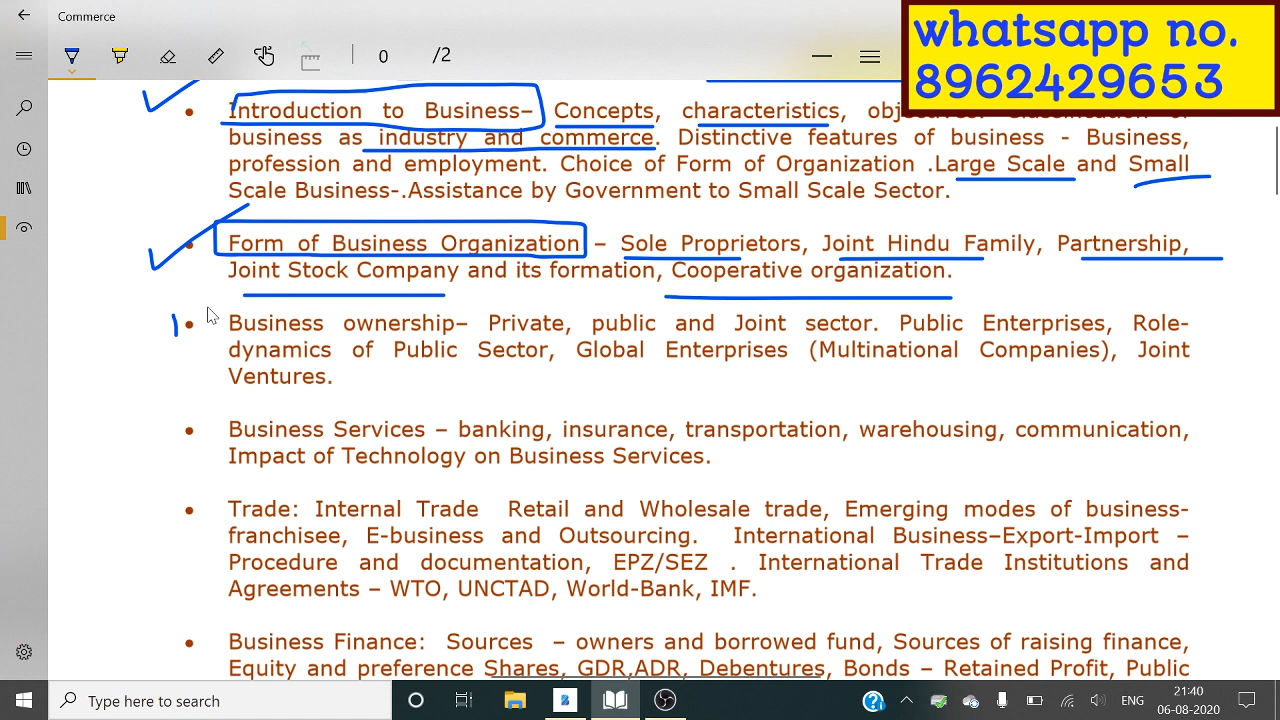 Commerce
whatsapp no.
8962429653
0 /2
• Introduction to Business– Concepts, characteristics,
business as industry and commerce. Distinctive features of business - Business,
profession and employment. Choice of Form of Organization .Large Scale and Small
Scale Business-.Assistance by Government to Small Scale Sector.
• Form of Business Organization – Sole Proprietors, Joint Hindu Family, Partnership,
Joint Stock Company and its formation, Cooperative organization.
• Business ownership– Private, public and Joint sector. Public Enterprises, Role-
dynamics of Public Sector, Global Enterprises (Multinational Companies), Joint
Ventures.
• Business Services – banking, insurance, transportation, warehousing, communication,
Impact of Technology on Business Services.
• Trade: Internal Trade Retail and Wholesale trade, Emerging modes of business-
franchisee, E-business and Outsourcing. International Business–Export-Import –
Procedure and documentation, EPZ/SEZ . International Trade Institutions and
Agreements – WTO, UNCTAD, World-Bank, IMF.
• Business Finance: Sources – owners and borrowed fund, Sources of raising finance,
Equity and preference Shares, GDR,ADR, Debentures, Bonds – Retained Profit, Public
Type here to search
ENG
21:40
06-08-2020